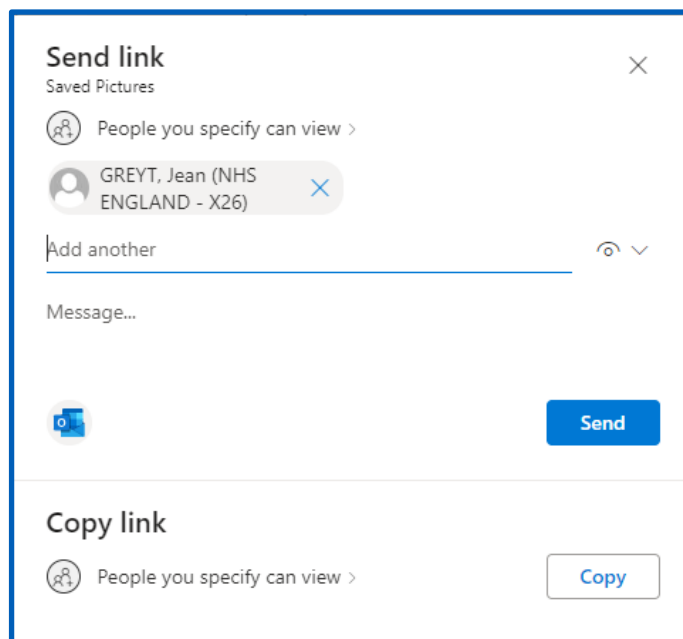 Send link
Saved Pictures
People you specify can view
GREYT, Jean (NHS
ENGLAND - X26)
Add another
Message...
Send
Copy link
People you specify can view
Copy